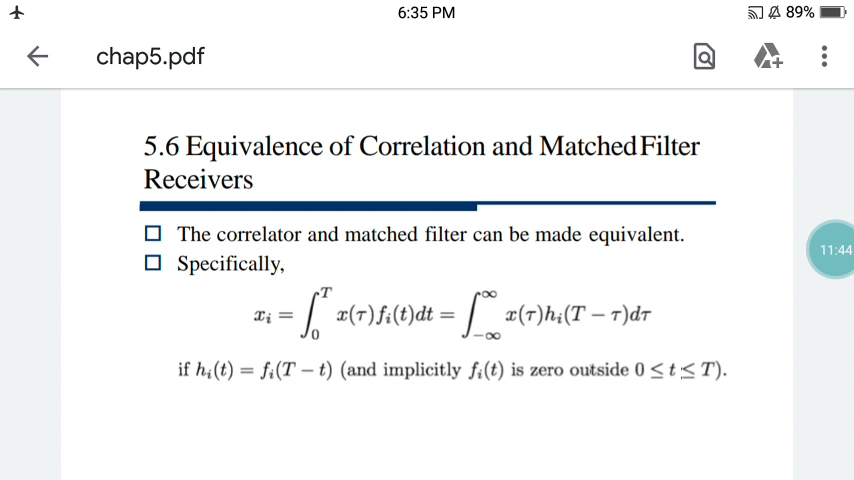 6:35 PM
89%
chap5.pdf
5.6 Equivalence of Correlation and Matched Filter
Receivers
□ The correlator and matched filter can be made equivalent.
□ Specifically,
x_i = ∫_0^T x(τ)f_i(t)dt = ∫_{-∞}^{∞} x(τ)h_i(T − τ)dτ
if h_i(t) = f_i(T − t) (and implicitly f_i(t) is zero outside 0 ≤ t ≤ T).
11:44